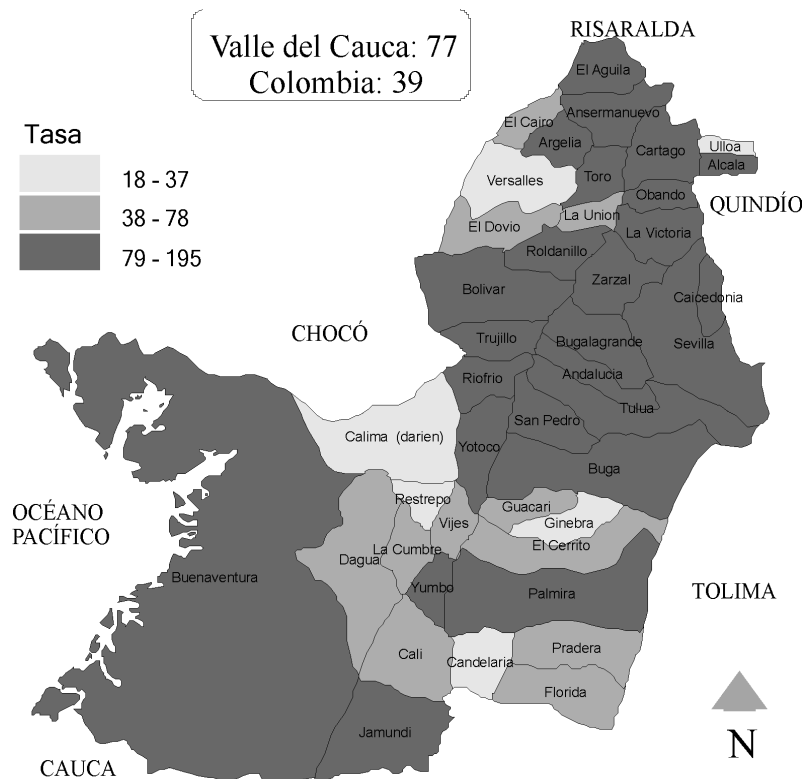 RISARALDA
Valle del Cauca: 77
Colombia: 39
El Aguila
Tasa
Ansermanuevo
El Cairo
Argelia
Cartago
Ulloa
Alcala
18 - 37
Versalles
Toro
Obando
QUINDÍO
38 - 78
La Union
El Dovio
La Victoria
79 - 195
Roldanillo
Zarzal
Bolivar
Caicedonia
CHOCÓ
Trujillo
Bugalagrande
Sevilla
Riofrio
Andalucia
Tulua
San Pedro
Calima (darien)
Yotoco
Buga
Restrepo
Guacari
OCÉANO
PACÍFICO
Vijes
Ginebra
La Cumbre
El Cerrito
Dagua
Buenaventura
Yumbo
Palmira
TOLIMA
Cali
Candelaria
Pradera
Florida
Jamundi
N
CAUCA